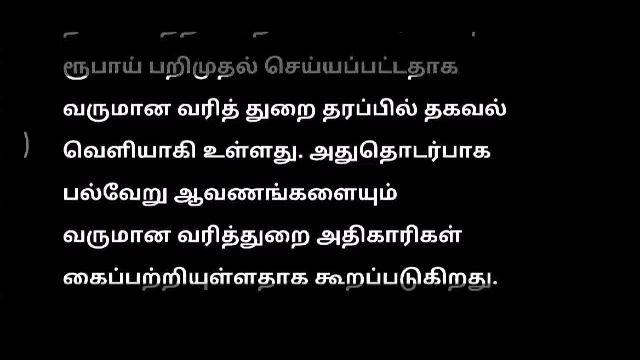 ரூபாய் பறிமுதல் செய்யப்பட்டதாக
வருமான வரித் துறை தரப்பில் தகவல்
வெளியாகி உள்ளது. அதுதொடர்பாக
பல்வேறு ஆவணங்களையும்
வருமான வரித்துறை அதிகாரிகள்
கைப்பற்றியுள்ளதாக கூறப்படுகிறது.